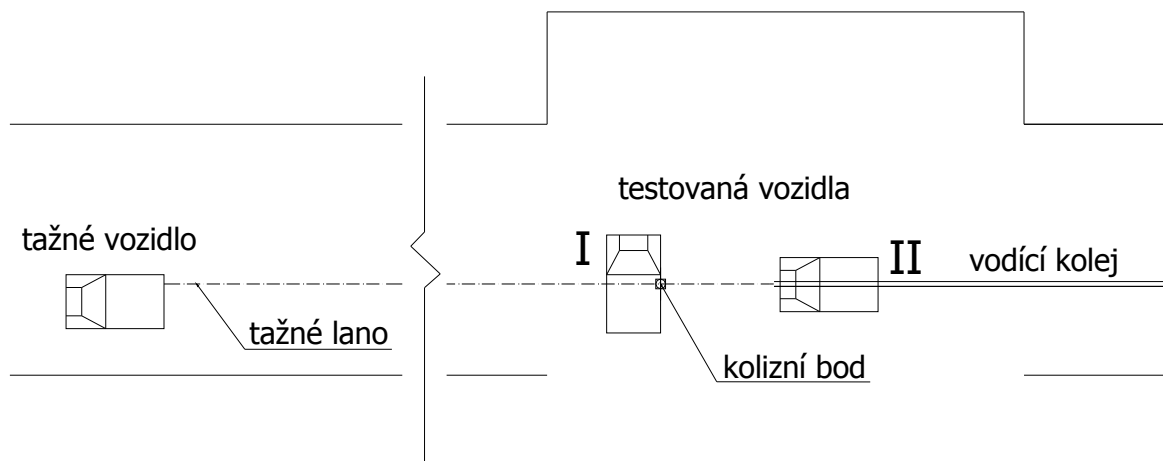 testovaná vozidla
tažné vozidlo
I
II
vodící kolej
tažné lano
kolizní bod